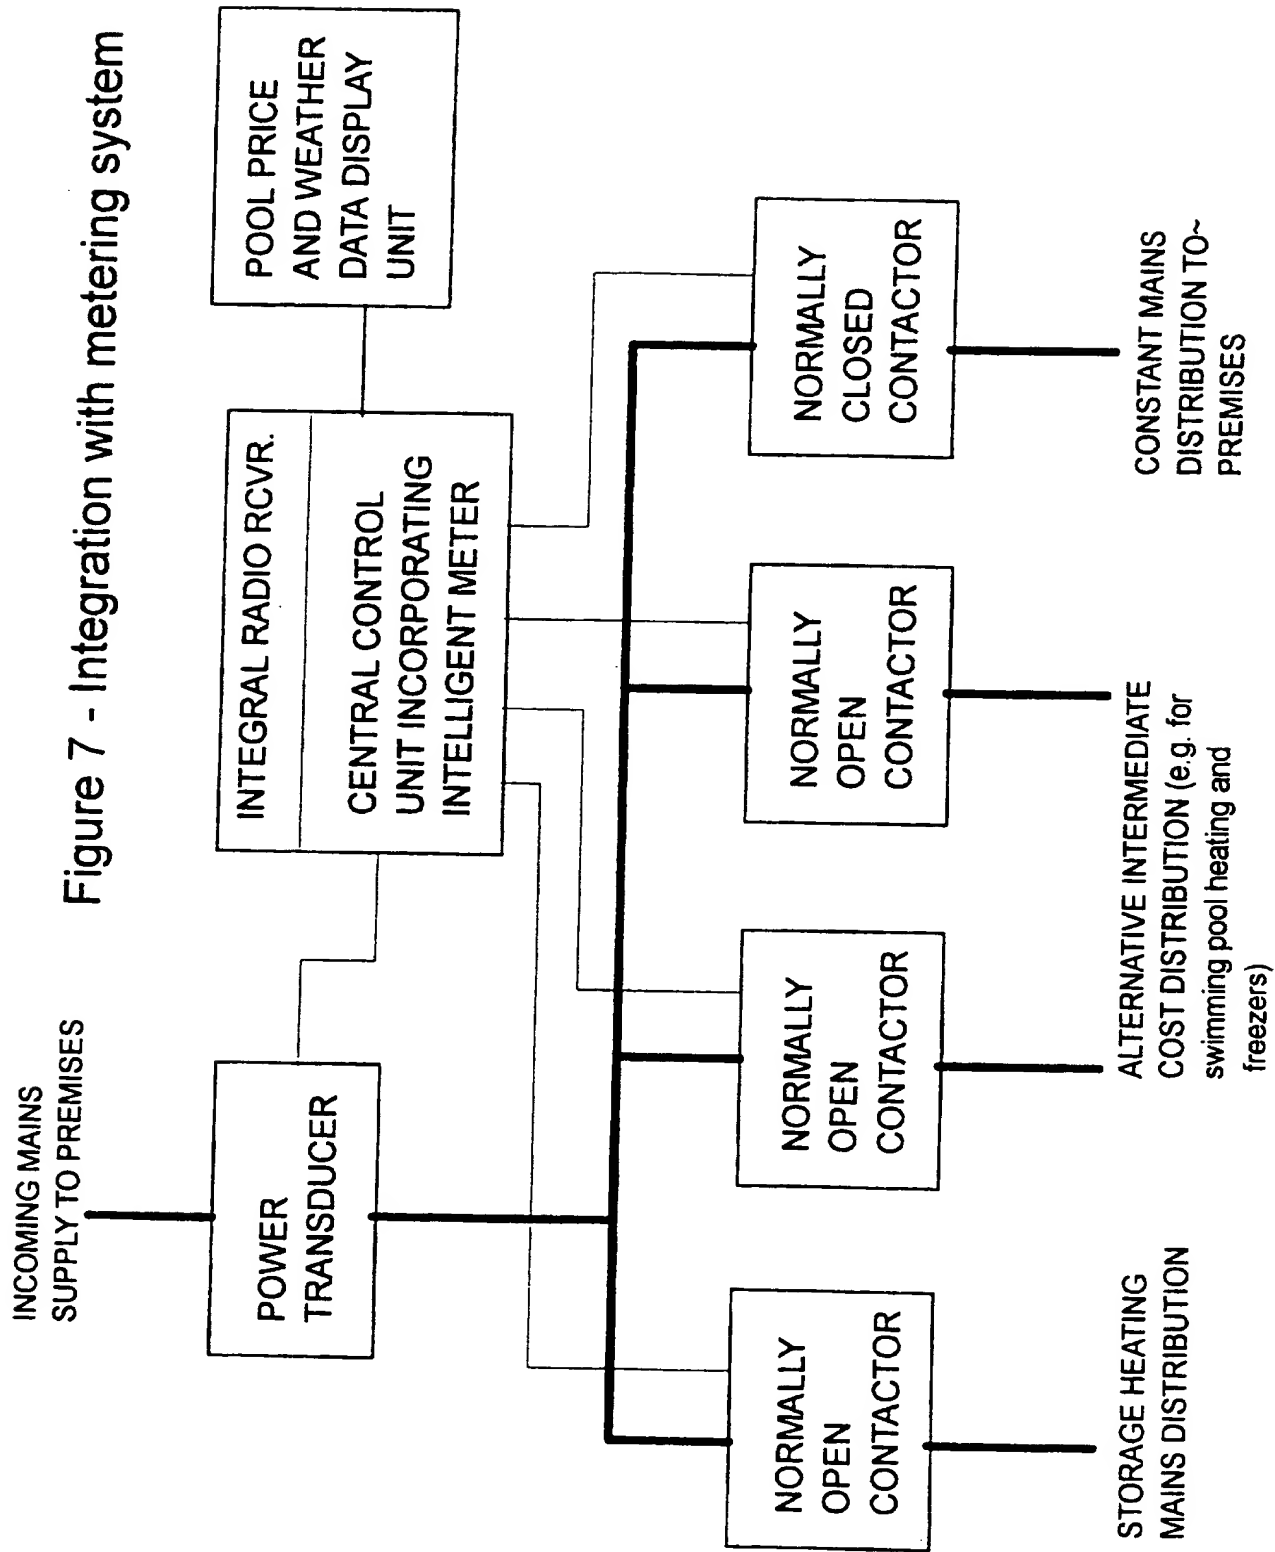 Figure 7 - Integration with metering system
INCOMING MAINS
SUPPLY TO PREMISES
POWER
TRANSDUCER
INTEGRAL RADIO RCVR.
CENTRAL CONTROL
UNIT INCORPORATING
INTELLIGENT METER
POOL PRICE
AND WEATHER
DATA DISPLAY
UNIT
NORMALLY
OPEN
CONTACTOR
NORMALLY
OPEN
CONTACTOR
NORMALLY
OPEN
CONTACTOR
NORMALLY
CLOSED
CONTACTOR
STORAGE HEATING
MAINS DISTRIBUTION
ALTERNATIVE INTERMEDIATE
COST DISTRIBUTION (e.g. for
swimming pool heating and
freezers)
CONSTANT MAINS
DISTRIBUTION TO~
PREMISES